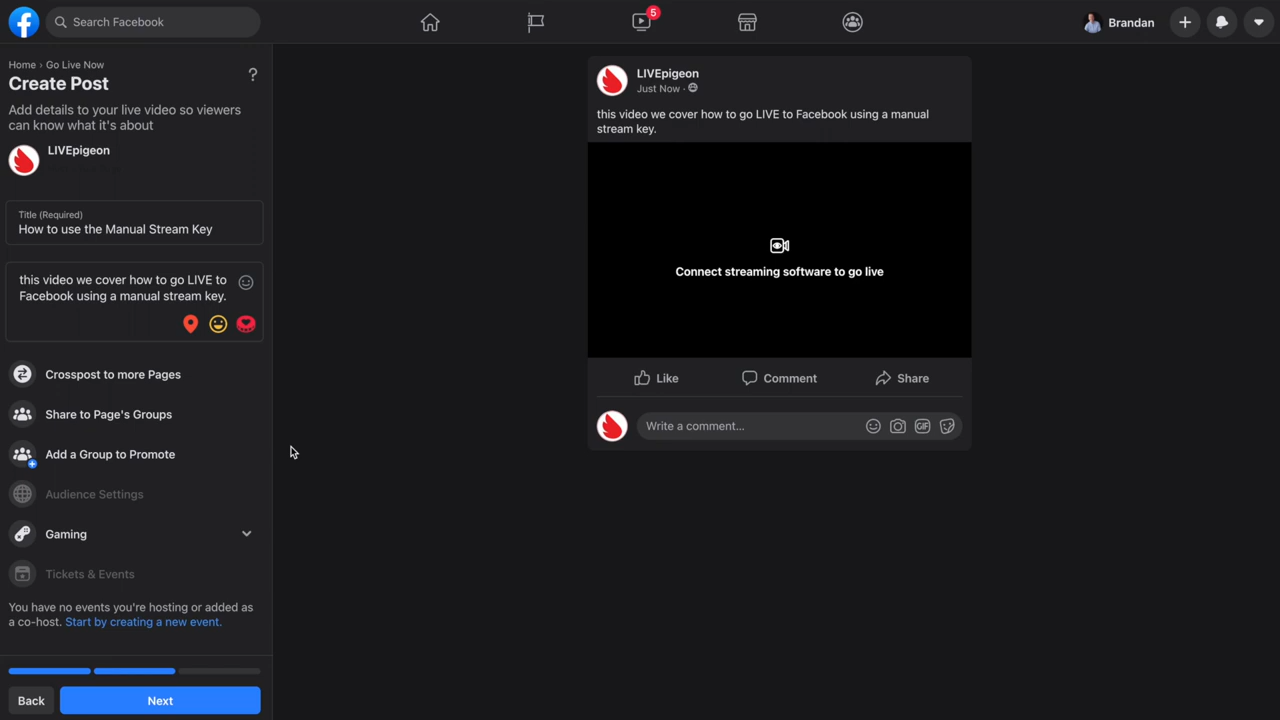 Search Facebook
5
Brandan
Home › Go Live Now
Create Post
?
Add details to your live video so viewers
can know what it's about
LIVEpigeon
Title (Required)
How to use the Manual Stream Key
this video we cover how to go LIVE to
Facebook using a manual stream key.
Crosspost to more Pages
Share to Page's Groups
Add a Group to Promote
Audience Settings
Gaming
Tickets & Events
You have no events you're hosting or added as
a co-host. Start by creating a new event.
Back
Next
LIVEpigeon
Just Now ·
this video we cover how to go LIVE to Facebook using a manual
stream key.
Connect streaming software to go live
Like
Comment
Share
Write a comment...
GIF